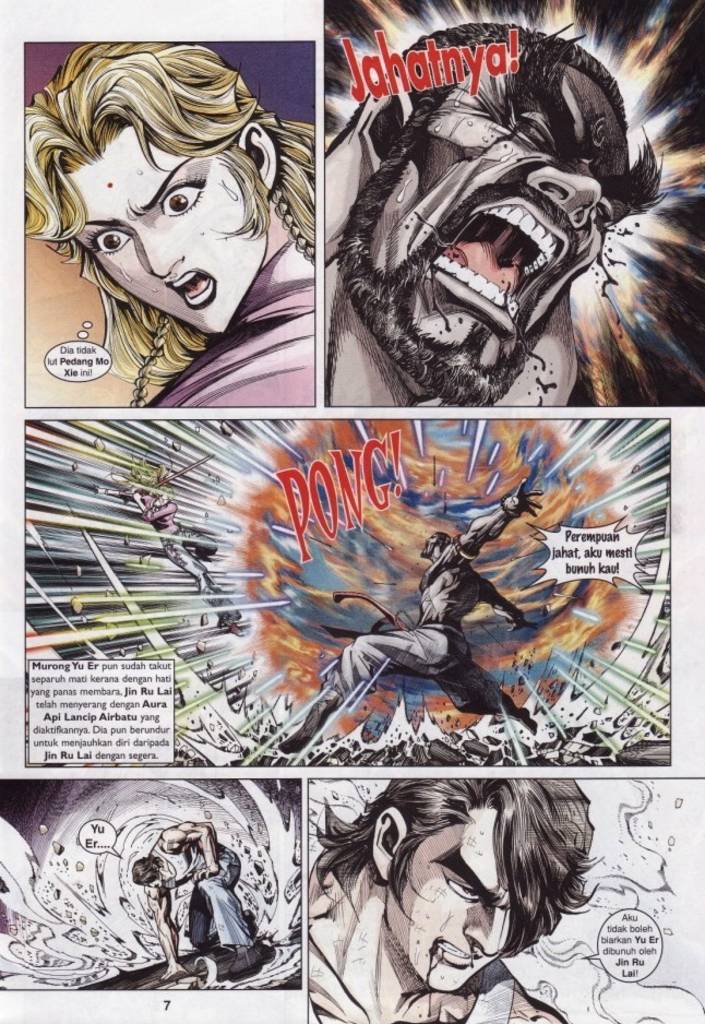 Jahatnya!
Dia tidak
lut Pedang Mo
Xie ini!
PONG!
Perempuan
jahat, aku mesti
bunuh kau!
Murong Yu Er pun sudah takut
separuh mati kerana dengan hati
yang panas membara, Jin Ru Lai
telah menyerang dengan Aura
Api Lancip Airbatu yang
diaktifkannya. Dia pun berundur
untuk menjauhkan diri daripada
Jin Ru Lai dengan segera.
Yu
Er....
Aku
tidak boleh
biarkan Yu Er
dibunuh oleh
Jin Ru
Lai!
7